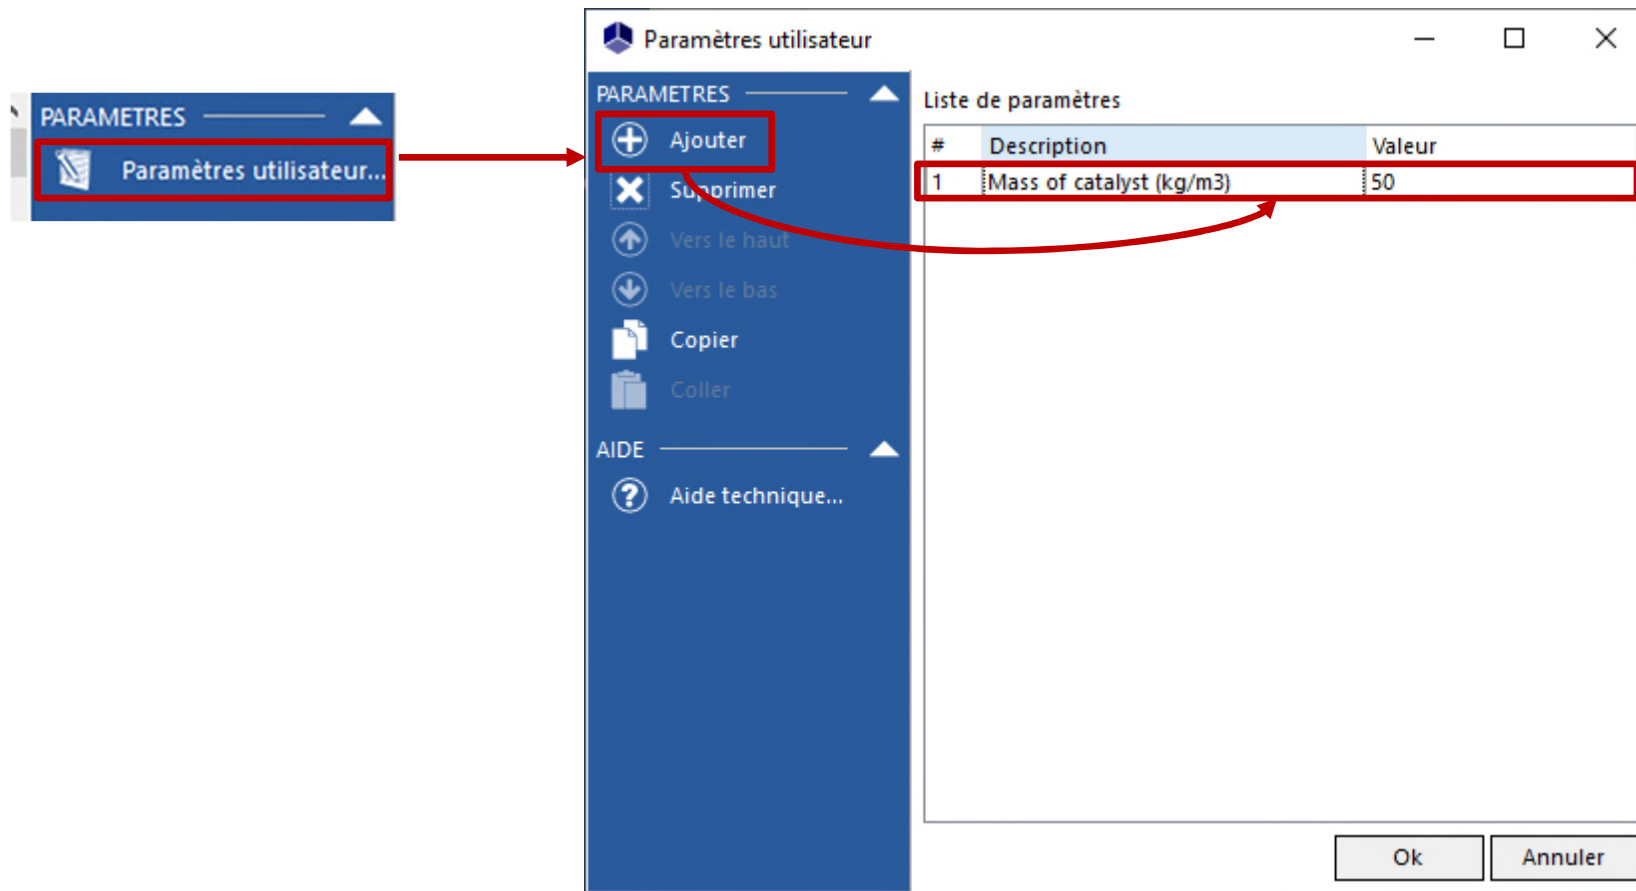 PARAMETRES
Paramètres utilisateur...
Paramètres utilisateur
PARAMETRES
Ajouter
Supprimer
Vers le haut
Vers le bas
Copier
Coller
AIDE
Aide technique...
Liste de paramètres
# Description Valeur
1 Mass of catalyst (kg/m3) 50
Ok Annuler